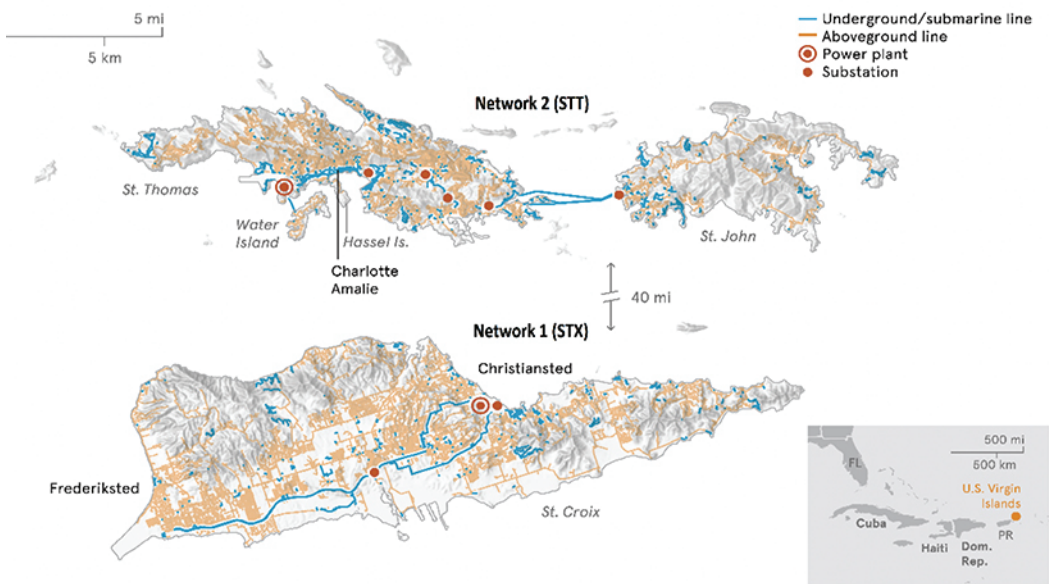 5 mi
5 km
Underground/submarine line
Aboveground line
Power plant
Substation
Network 2 (STT)
St. Thomas
Water
Island
Hassel Is.
Charlotte
Amalie
St. John
40 mi
Network 1 (STX)
Christiansted
Frederiksted
St. Croix
500 mi
500 km
FL
U.S. Virgin
Islands
Cuba
Haiti
Dom.
Rep.
PR